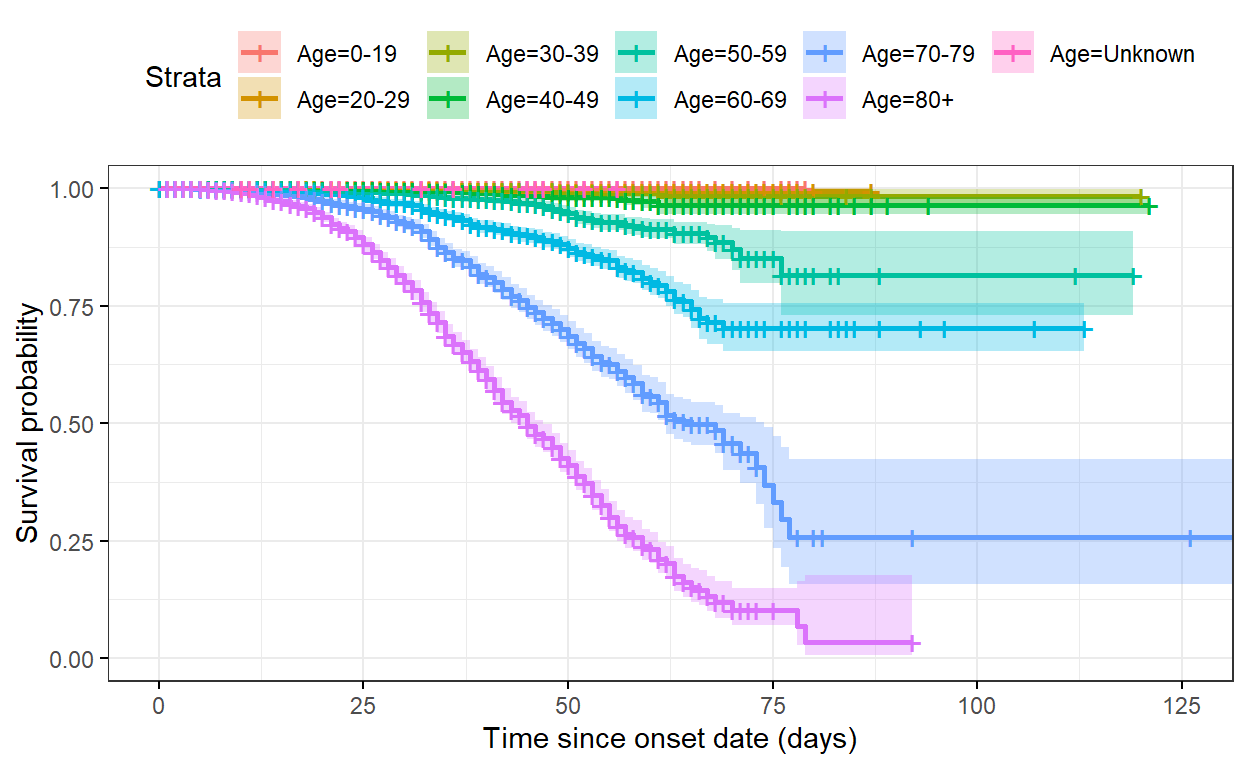 Strata
Age=0-19 Age=30-39 Age=50-59 Age=70-79 Age=Unknown
Age=20-29 Age=40-49 Age=60-69 Age=80+
Survival probability
1.00
0.75
0.50
0.25
0.00
0 25 50 75 100 125
Time since onset date (days)